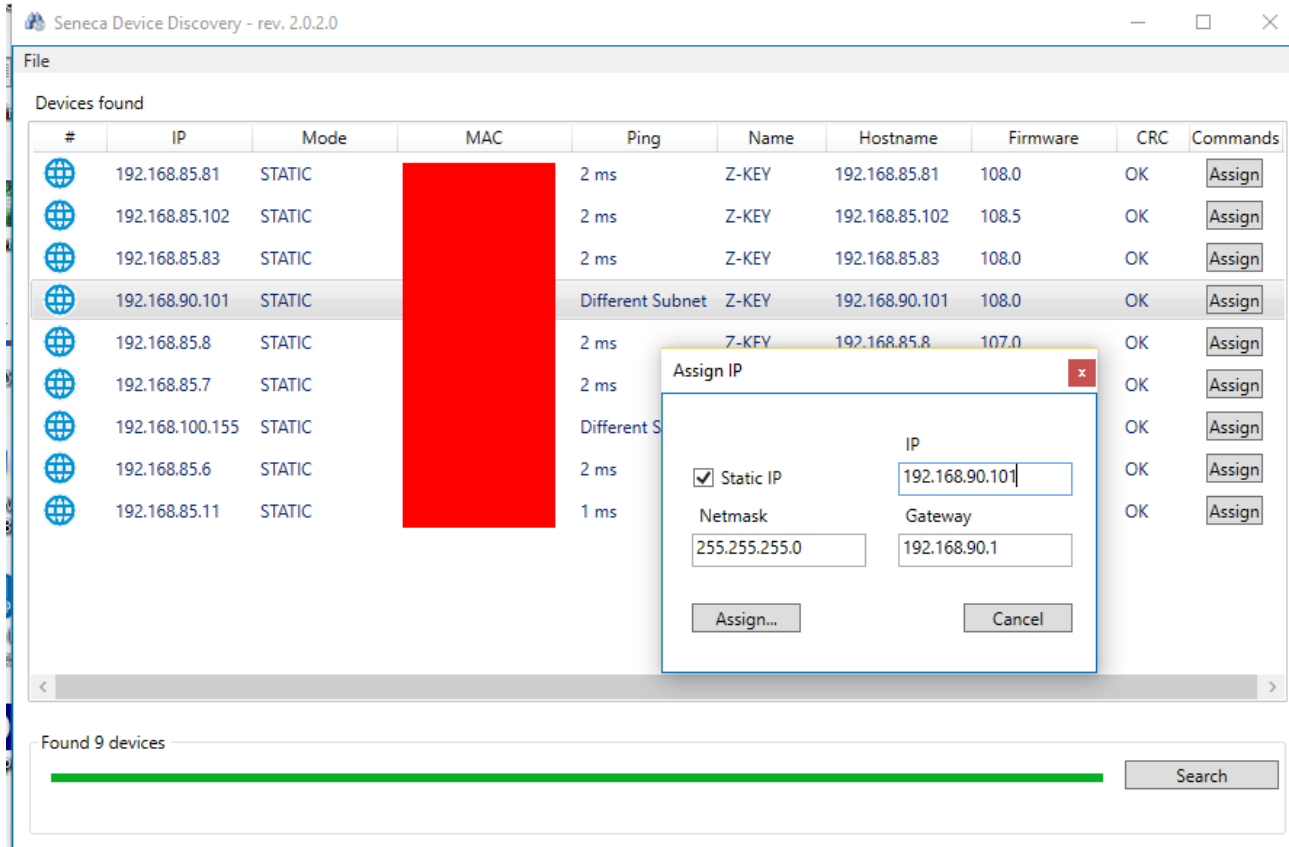 Seneca Device Discovery - rev. 2.0.2.0
File
Devices found
# IP Mode MAC Ping Name Hostname Firmware CRC Commands
192.168.85.81 STATIC 2 ms Z-KEY 192.168.85.81 108.0 OK Assign
192.168.85.102 STATIC 2 ms Z-KEY 192.168.85.102 108.5 OK Assign
192.168.85.83 STATIC 2 ms Z-KEY 192.168.85.83 108.0 OK Assign
192.168.90.101 STATIC Different Subnet Z-KEY 192.168.90.101 108.0 OK Assign
192.168.85.8 STATIC 2 ms Z-KEY 192.168.85.8 107.0 OK Assign
192.168.85.7 STATIC 2 ms OK Assign
192.168.100.155 STATIC Different S OK Assign
192.168.85.6 STATIC 2 ms OK Assign
192.168.85.11 STATIC 1 ms OK Assign
Assign IP
x
IP
Static IP 192.168.90.101
Netmask Gateway
255.255.255.0 192.168.90.1
Assign... Cancel
Found 9 devices
Search